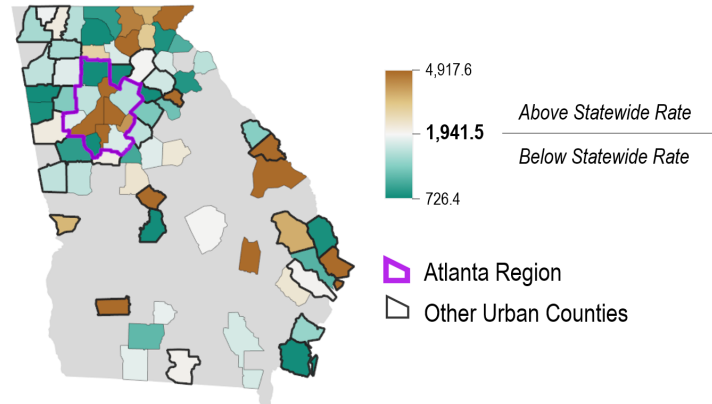 4,917.6
Above Statewide Rate
1,941.5
Below Statewide Rate
726.4
Atlanta Region
Other Urban Counties